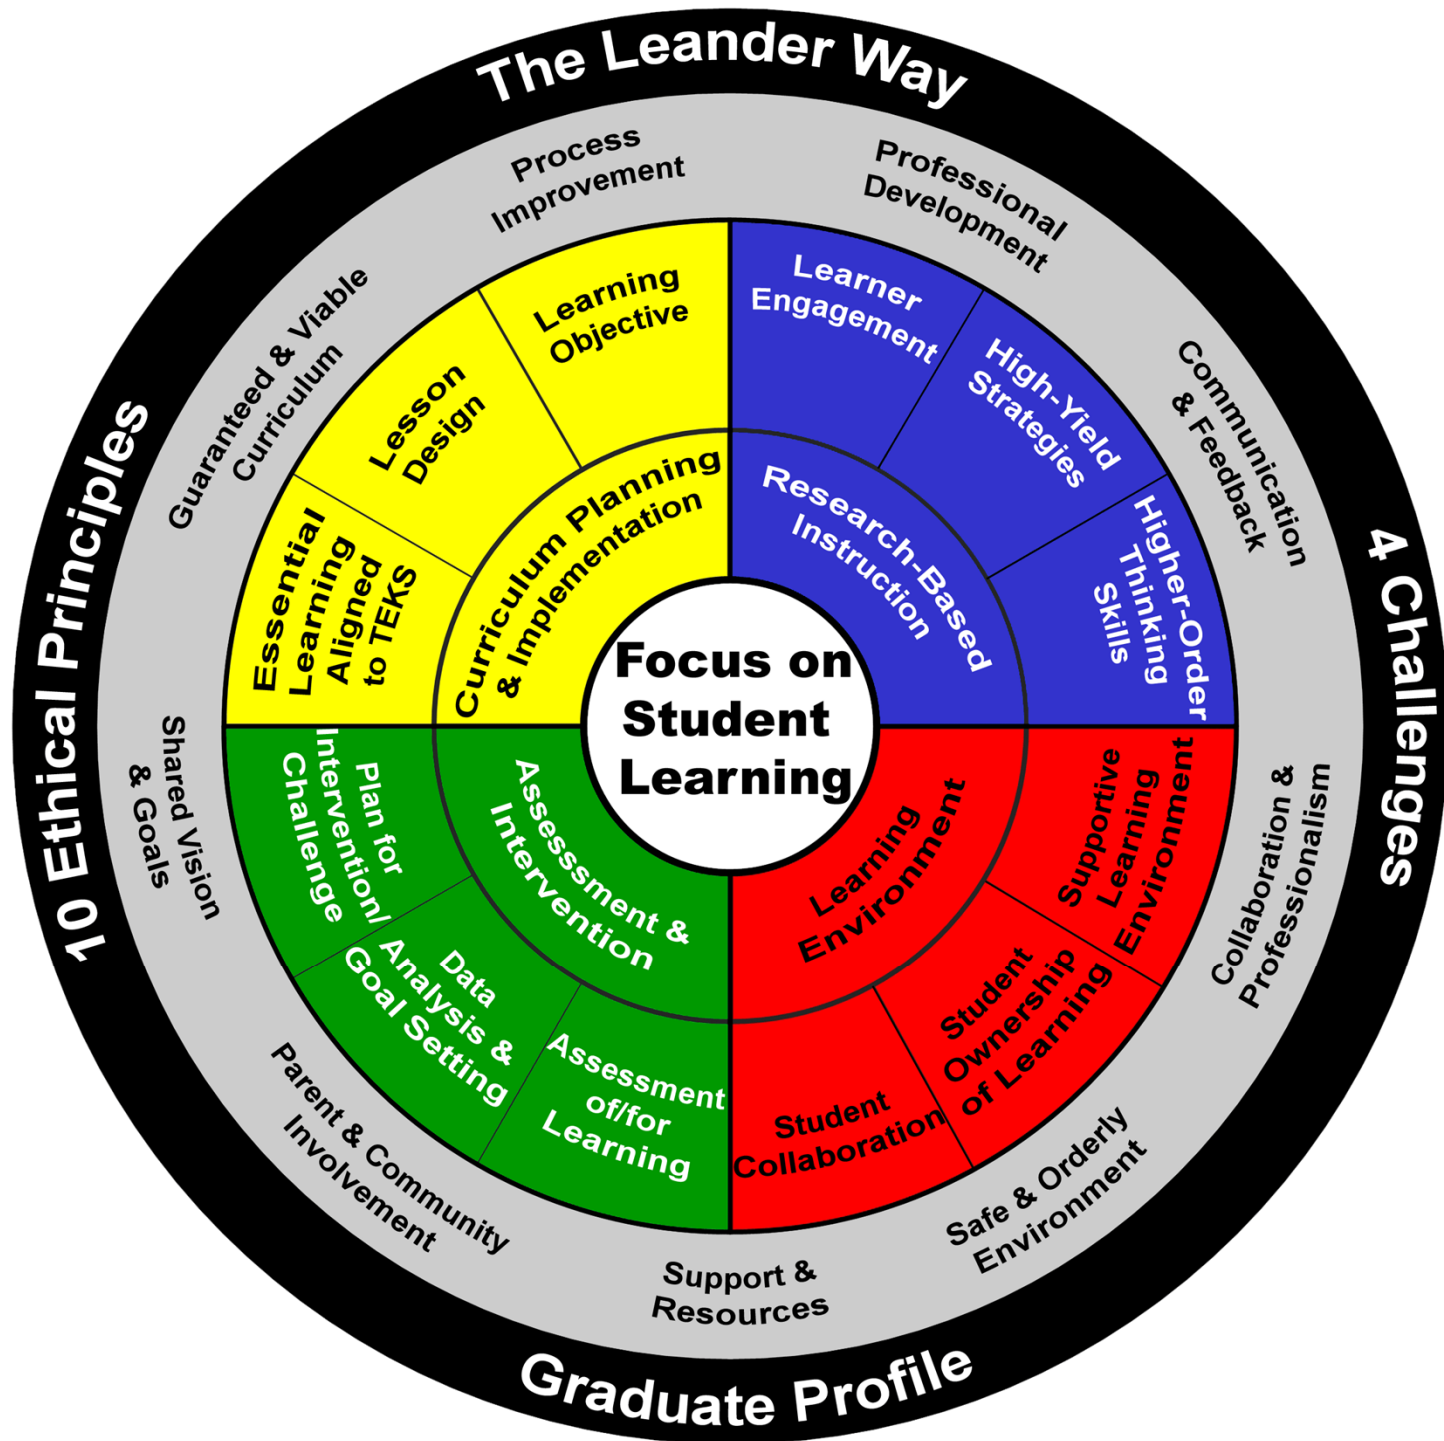 The Leander Way
4 Challenges
Graduate Profile
10 Ethical Principles
Process
Improvement
Professional
Development
Communication
& Feedback
Collaboration &
Professionalism
Safe & Orderly
Environment
Support &
Resources
Parent & Community
Involvement
Shared Vision
& Goals
Guaranteed & Viable
Curriculum
Learning
Objective
Lesson
Design
Essential
Learning
Aligned
to TEKS
Curriculum Planning
& Implementation
Learner
Engagement
High-Yield
Strategies
Higher-Order
Thinking
Skills
Research-Based
Instruction
Supportive
Learning
Environment
Student
Ownership
of Learning
Student
Collaboration
Learning
Environment
Assessment
of/for
Learning
Data
Analysis &
Goal Setting
Plan for
Intervention/
Challenge
Assessment &
Intervention
Focus on
Student
Learning